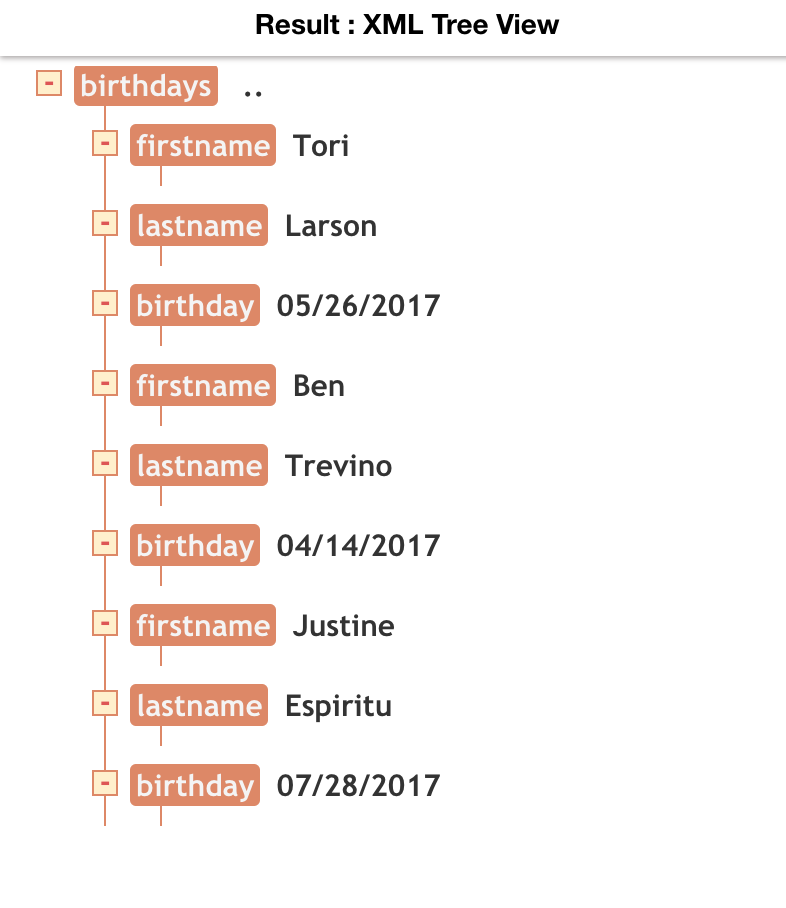 Result : XML Tree View
- birthdays ..
- firstname Tori
- lastname Larson
- birthday 05/26/2017
- firstname Ben
- lastname Trevino
- birthday 04/14/2017
- firstname Justine
- lastname Espiritu
- birthday 07/28/2017